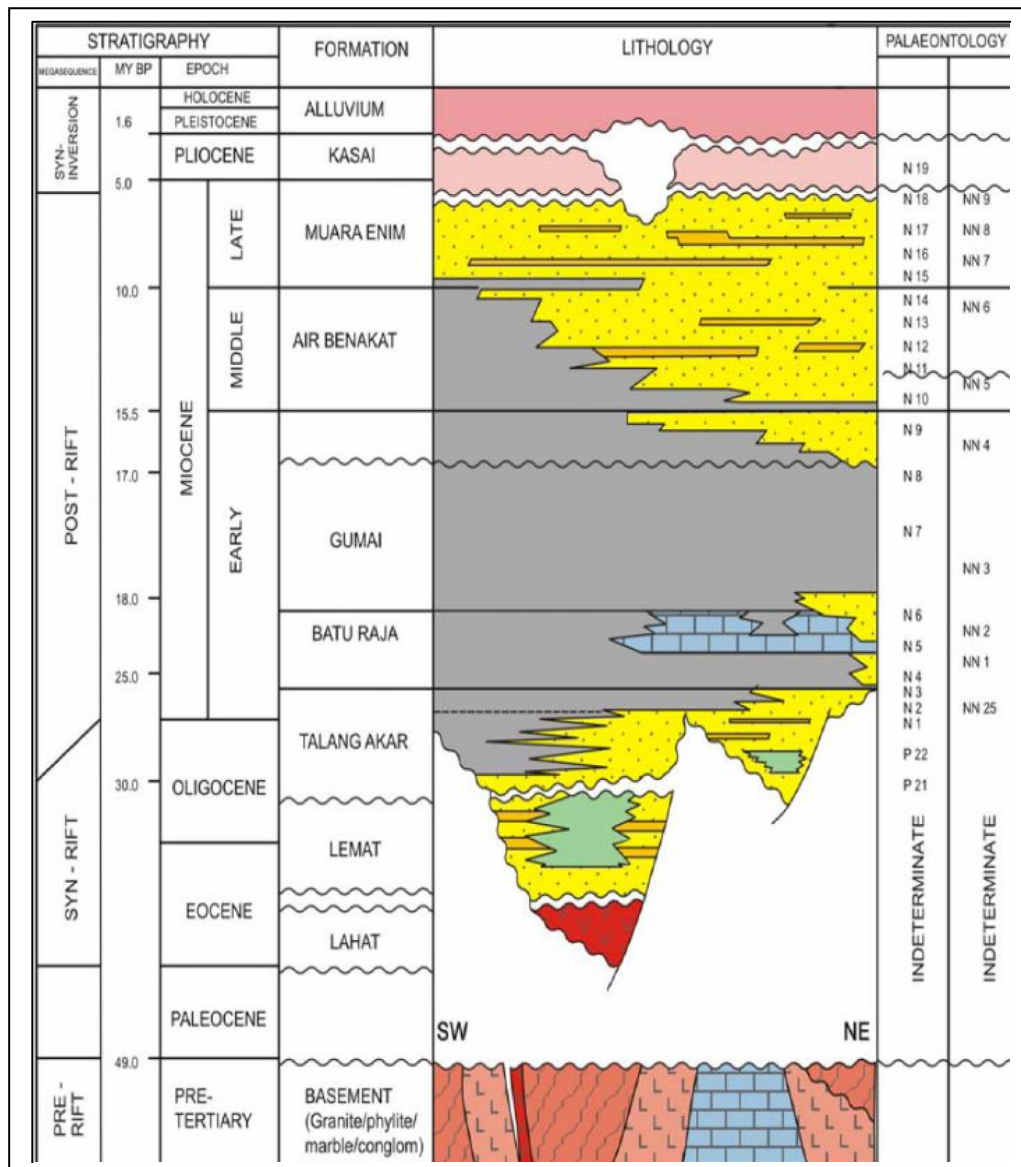 STRATIGRAPHY
FORMATION
LITHOLOGY
PALAEONTOLOGY
MEGASEQUENCE
MY BP
EPOCH
HOLOCENE
ALLUVIUM
1.6
PLEISTOCENE
SYN-
INVERSION
PLIOCENE
KASAI
N 19
5.0
N 18
NN 9
LATE
MUARA ENIM
N 17
NN 8
N 16
NN 7
N 15
10.0
N 14
NN 6
N 13
MIDDLE
AIR BENAKAT
N 12
N 11
NN 5
N 10
15.5
POST - RIFT
MIOCENE
N 9
NN 4
17.0
N 8
EARLY
GUMAI
N 7
NN 3
18.0
N 6
BATU RAJA
NN 2
N 5
NN 1
25.0
N 4
N 3
N 2
NN 25
N 1
TALANG AKAR
P 22
30.0
OLIGOCENE
P 21
SYN - RIFT
LEMAT
INDETERMINATE
INDETERMINATE
EOCENE
LAHAT
PALEOCENE
SW
NE
49.0
PRE -
RIFT
PRE-
TERTIARY
BASEMENT
(Granite/phylite/
marble/conglom)